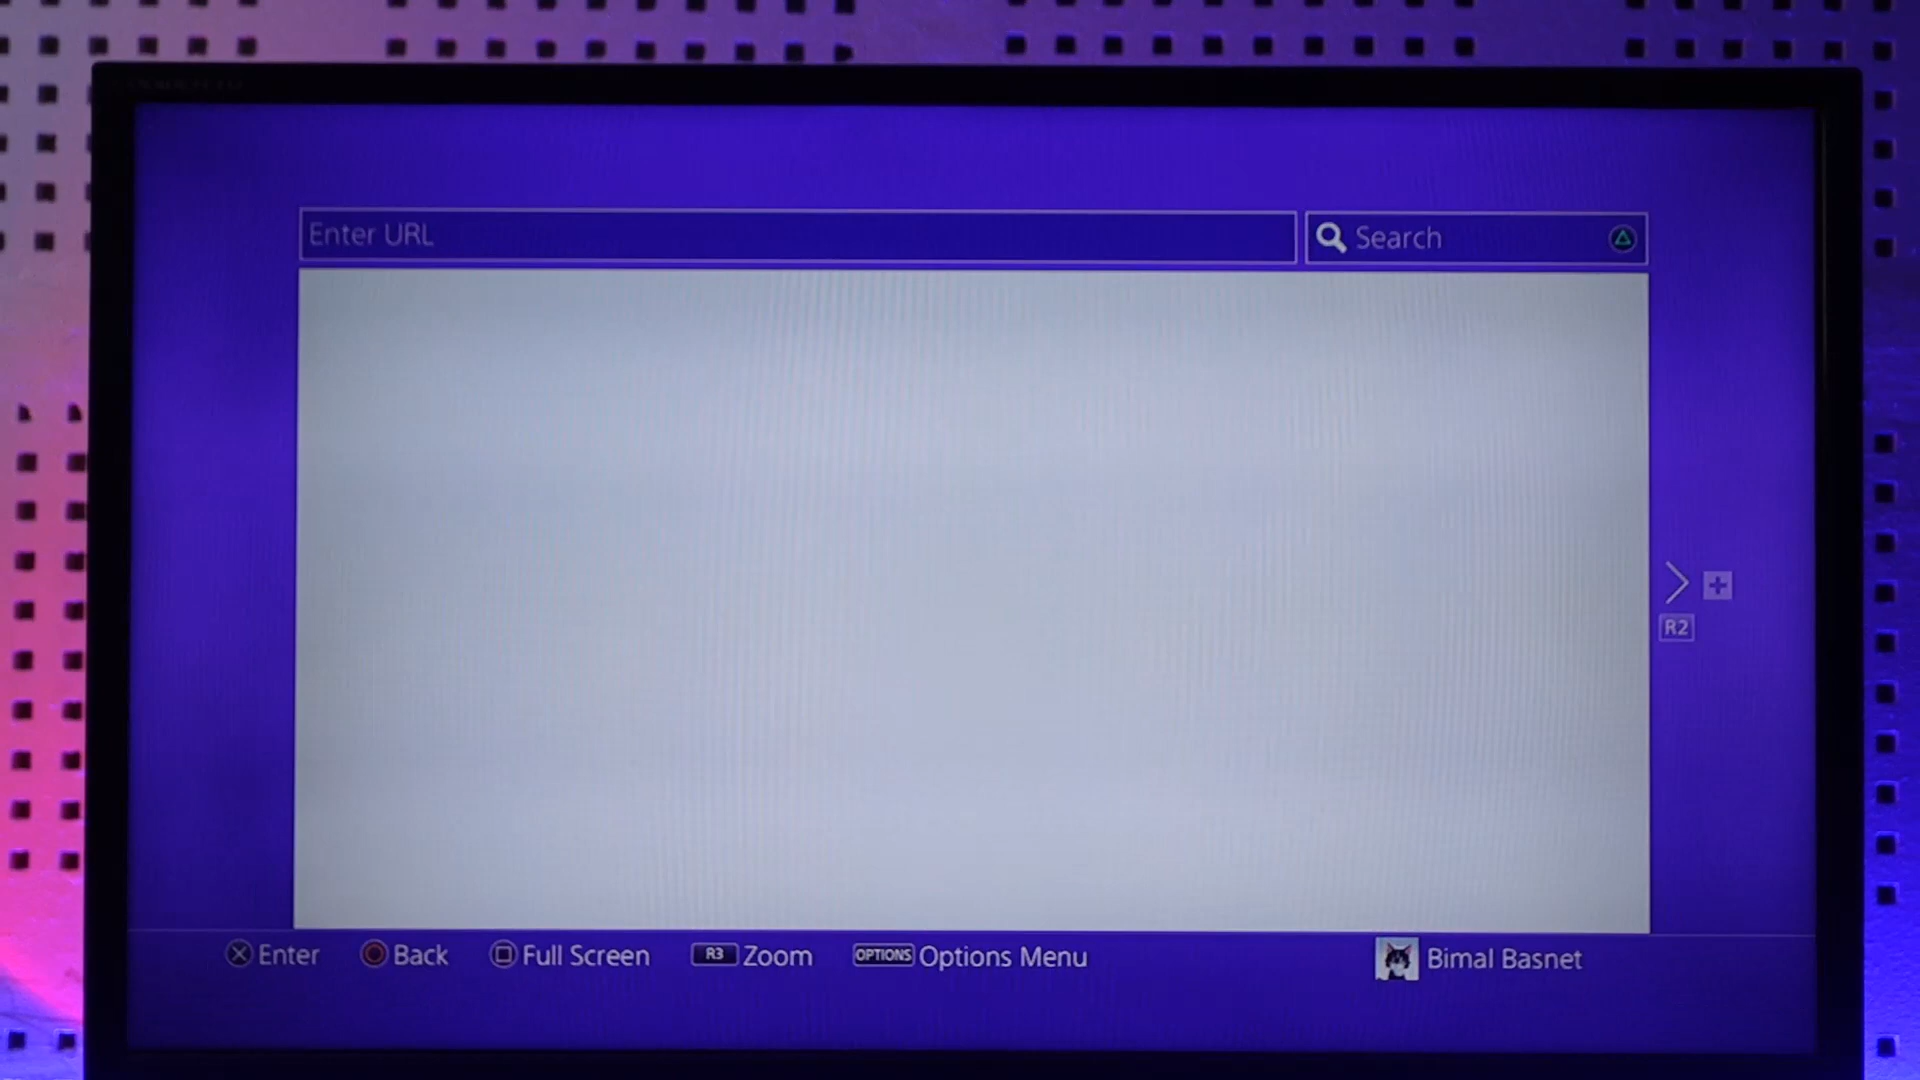 Enter URL
Search
R2
Enter
Back
Full Screen
R3 Zoom
OPTIONS Options Menu
Bimal Basnet